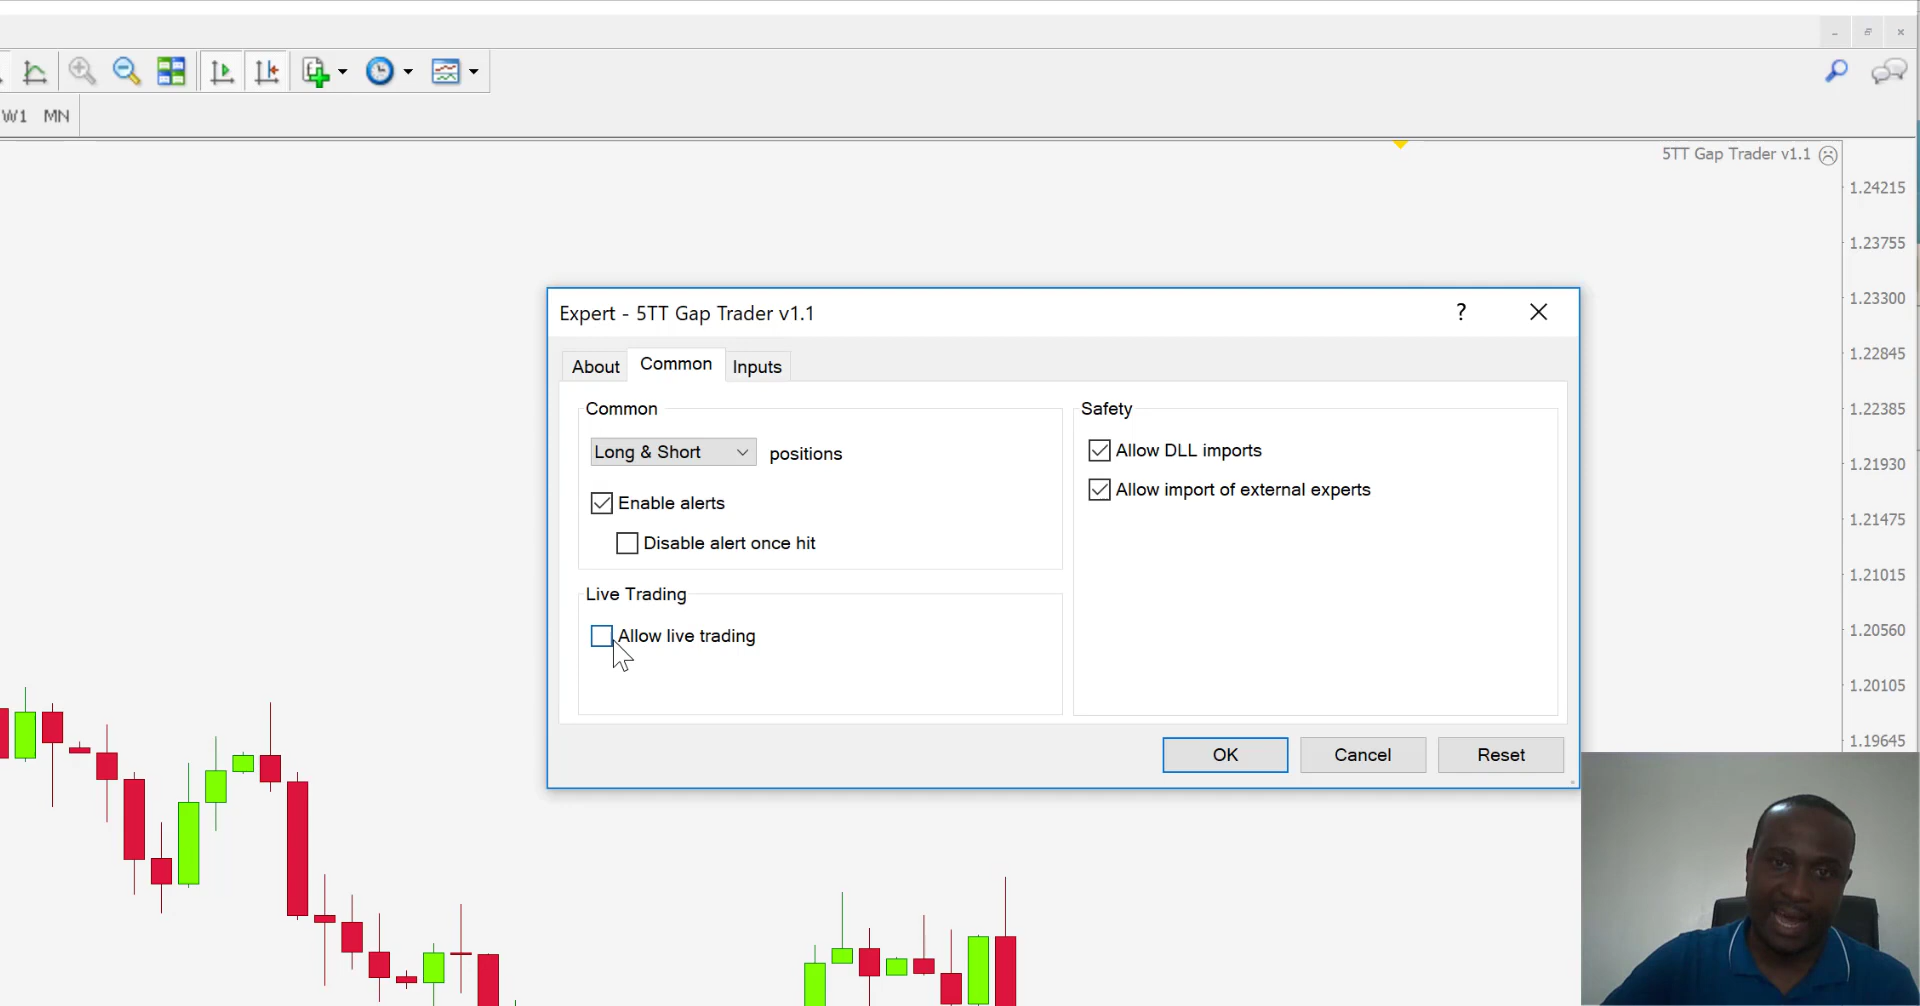 W1 MN
5TT Gap Trader v1.1
1.24215
1.23755
1.23300
1.22845
1.22385
1.21930
1.21475
1.21015
1.20560
1.20105
1.19645
Expert - 5TT Gap Trader v1.1
?
About Common Inputs
Common
Long & Short positions
Enable alerts
Disable alert once hit
Live Trading
Allow live trading
Safety
Allow DLL imports
Allow import of external experts
OK Cancel Reset